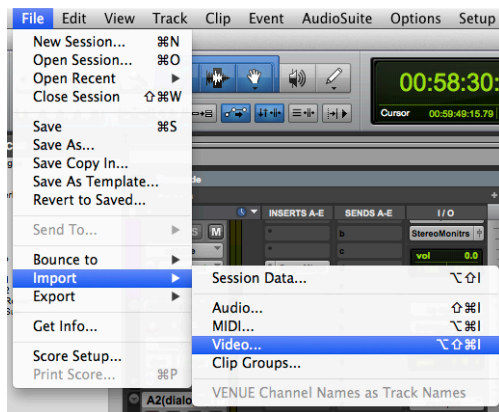 File Edit View Track Clip Event AudioSuite Options Setup
New Session... ⌘N
Open Session... ⌘O
Open Recent ▶
Close Session ⇧⌘W
Save ⌘S
Save As...
Save Copy In...
Save As Template...
Revert to Saved...
Send To... ▶
Bounce to ▶
Import ▶
Export ▶
Get Info...
Score Setup...
Print Score... ⌘P
Session Data... ⌥⇧I
Audio... ⇧⌘I
MIDI... ⌥⌘I
Video... ⌥⇧⌘I
Clip Groups...
VENUE Channel Names as Track Names
00:58:30:
Cursor 00:59:49:15.79
INSERTS A-E SENDS A-E I / O
S M b StereoMonitrs
c vol 0.0
A2(dialo